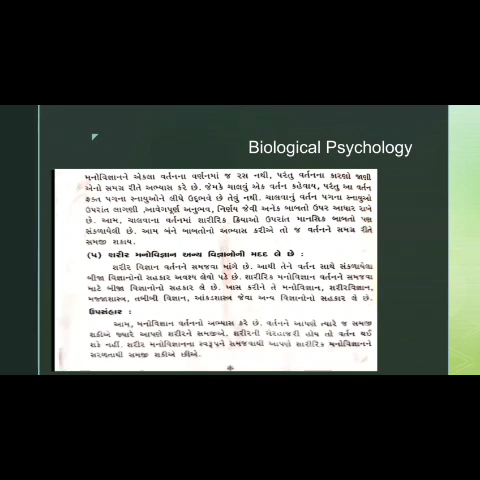 Biological Psychology
મનોવિજ્ઞાનને એકલા વર્તનના વર્ણનમાં જ રસ નથી, પરંતુ વર્તનના કારણો જાણી
એનો સમગ્ર રીતે અભ્યાસ કરે છે. જેમકે ચાલવું એક વર્તન કહેવાય, પરંતુ આ વર્તન
ફક્ત પગના સ્નાયુઓને લીધે ઉદ્દભવે છે તેવું નથી. ચાલવાનું વર્તન પગના સ્નાયુઓ
ઉપરાંત લાગણી ,આવેગપૂર્ણ અનુભવ, નિર્ણય જેવી અનેક બાબતો ઉપર આધાર રાખે
છે. આમ, ચાલવાના વર્તનમાં શારીરિક ક્રિયાઓ ઉપરાંત માનસિક બાબતો પણ
સંકળાયેલી છે. આમ બંને બાબતોનો અભ્યાસ કરીએ તો જ વર્તનને સમગ્ર રીતે
સમજી શકાય.
(૫) શરીર મનોવિજ્ઞાન અન્ય વિજ્ઞાનોની મદદ લે છે :
શરીર વિજ્ઞાન વર્તનને સમજવા માંગે છે. આથી તેને વર્તન સાથે સંકળાયેલા
બીજા વિજ્ઞાનોનો સહકાર અવશ્ય લેવો પડે છે. શારીરિક મનોવિજ્ઞાન વર્તનને સમજવા
માટે બીજા વિજ્ઞાનોનો સહકાર લે છે. ખાસ કરીને તે મનોવિજ્ઞાન, શરીરવિજ્ઞાન,
મજ્જાશાસ્ત્ર, તબીબી વિજ્ઞાન, આંકડાશાસ્ત્ર જેવા અન્ય વિજ્ઞાનોનો સહકાર લે છે.
ઉપસંહાર :
આમ, મનોવિજ્ઞાન વર્તનનો અભ્યાસ કરે છે. વર્તનને આપણે ત્યારે જ સમજી
શકીએ જ્યારે આપણે શરીરને સમજીએ. શરીરની ગેરહાજરી હોય તો વર્તન થઈ
શકે નહીં. શરીર મનોવિજ્ઞાનના સ્વરૂપને સમજવાથી આપણે શારીરિક મનોવિજ્ઞાનને
સરળતાથી સમજી શકીએ છીએ.